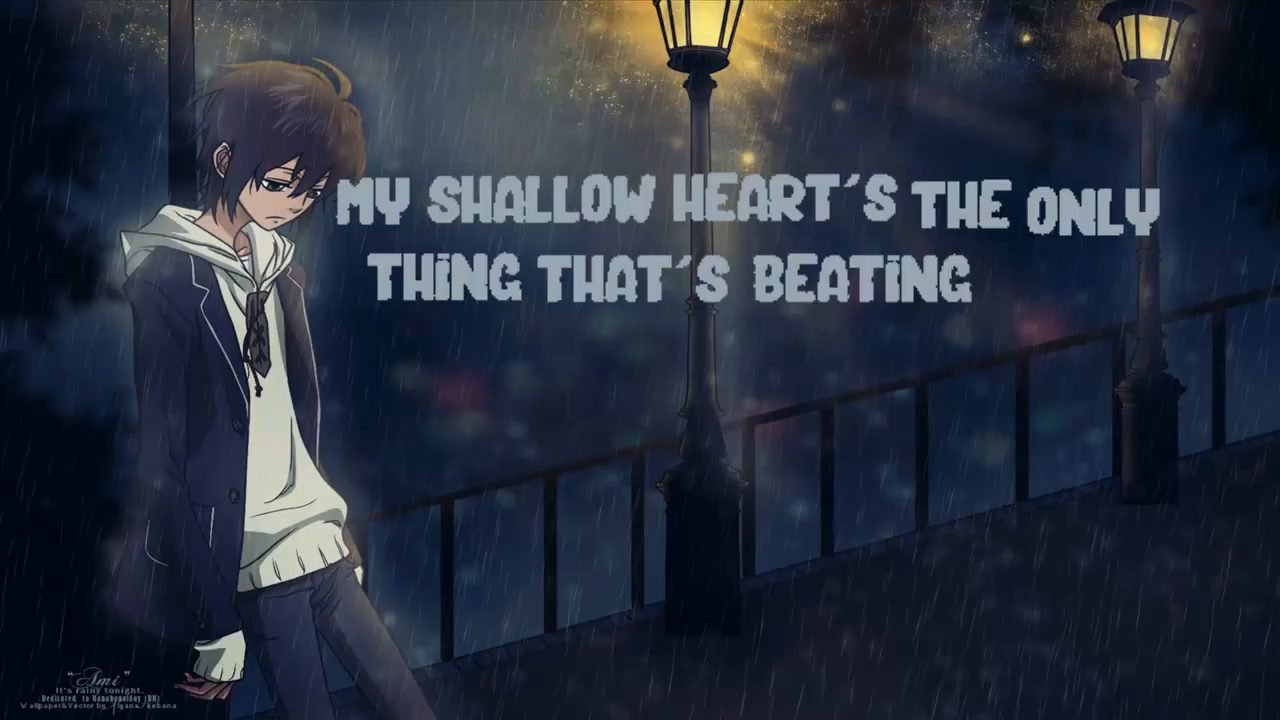 MY SHALLOW HEART'S THE ONLY
THING THAT'S BEATING
"Ami"
It's rainy tonight.